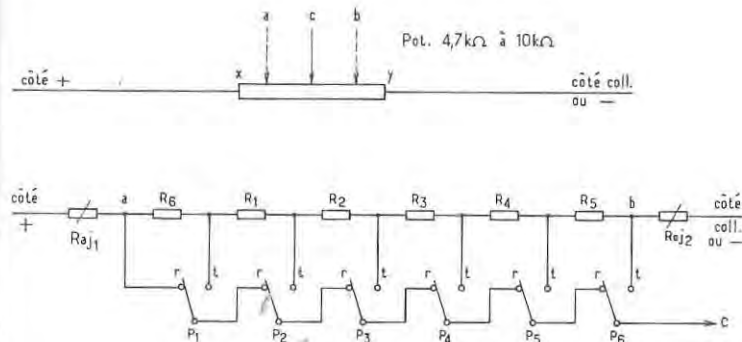 a c b
Pot. 4,7kΩ à 10kΩ
x y
côté + côté coll.
ou —
côté a R6 R1 R2 R3 R4 R5 b côté
+ Raj1 Raj2 coll.
ou —
r t r t r t r t r t r t
P1 P2 P3 P4 P5 P6 C